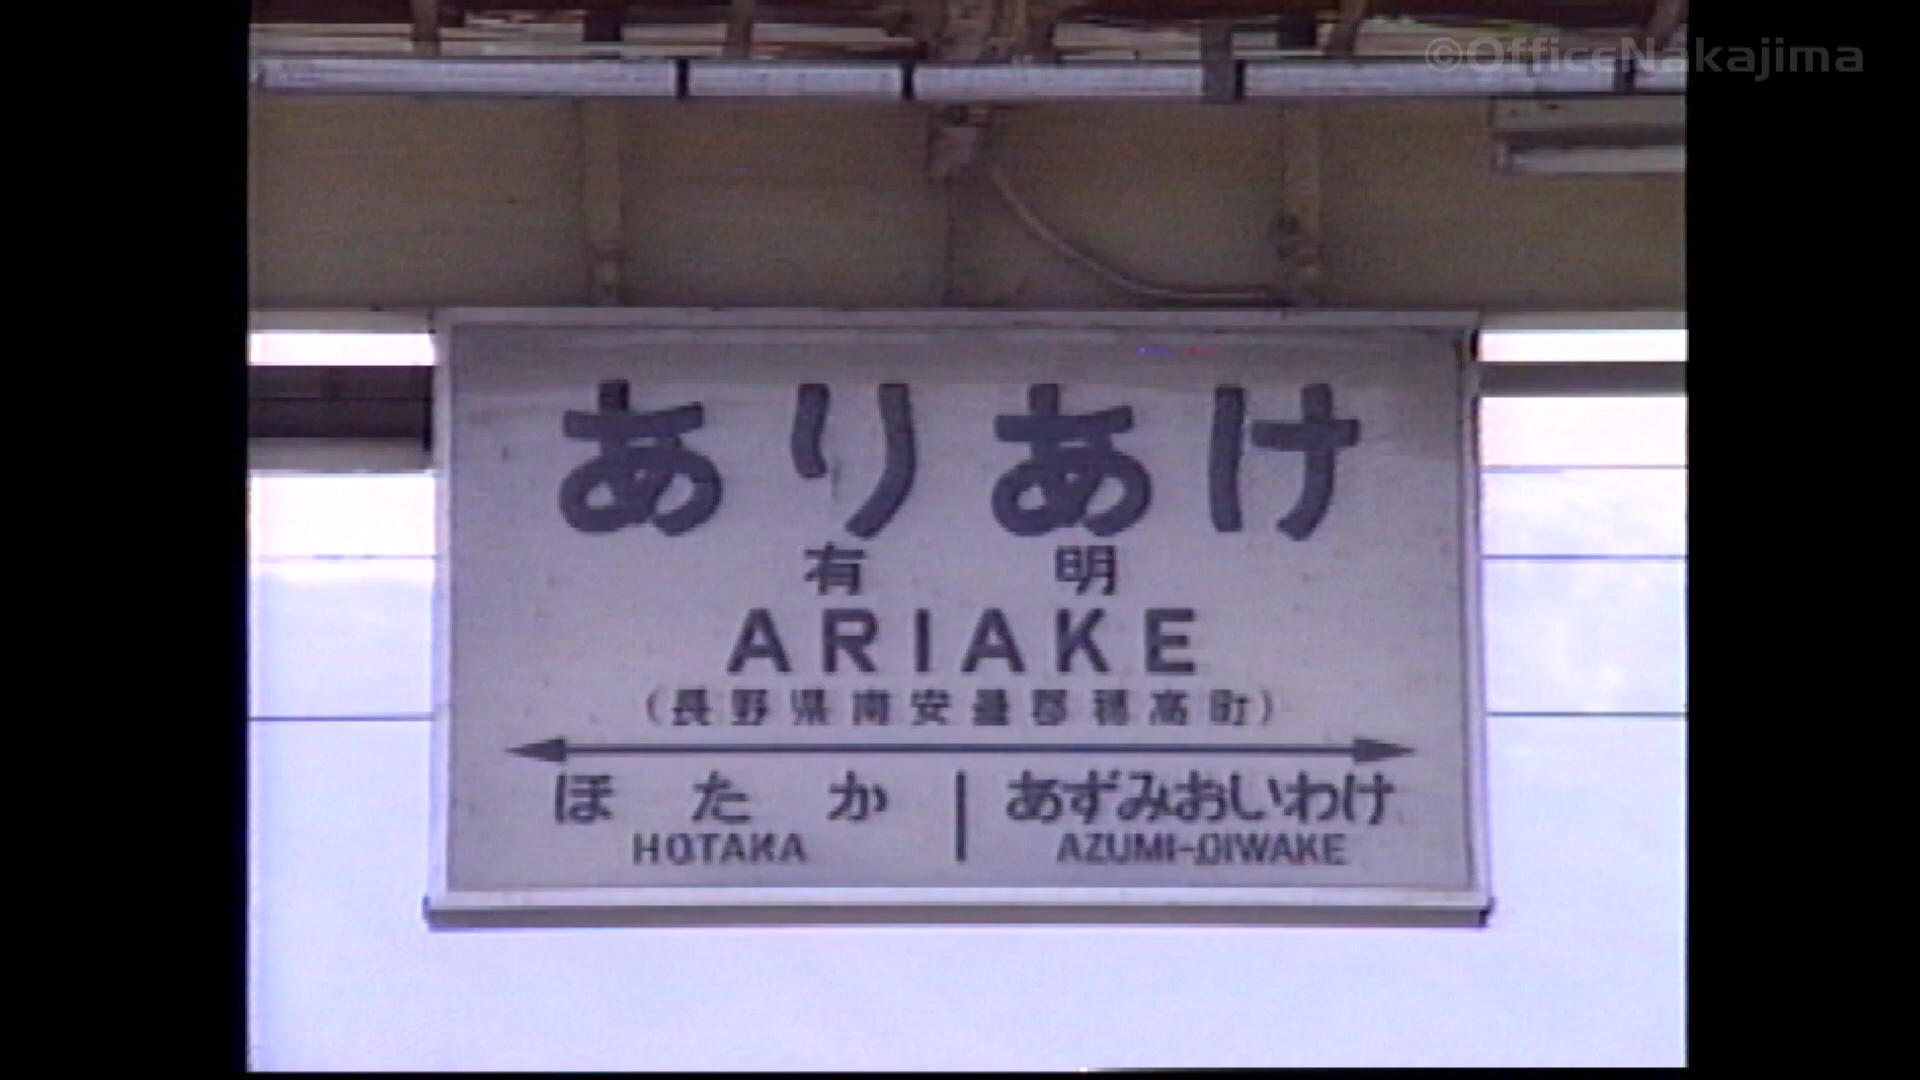 ©OfficeNakajima
ありあけ
有明
ARIAKE
(長野県南安曇郡穂高町)
ほたか | あずみおいわけ
HOTAKA AZUMI-OIWAKE